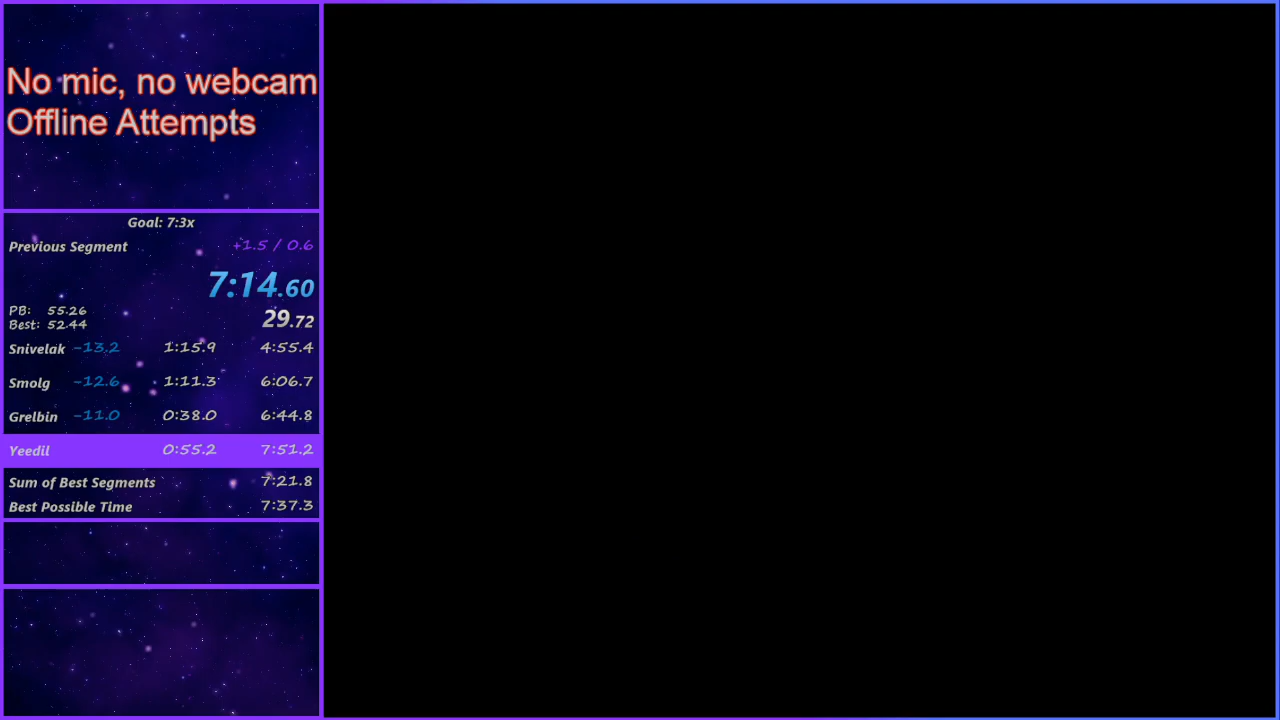 No mic, no webcam
Offline Attempts
Goal: 7:3x
Previous Segment +1.5 / 0.6
7:14.60
PB: 55.26
Best: 52.44
29.72
Snivelak -13.2 1:15.9 4:55.4
Smolg -12.6 1:11.3 6:06.7
Grelbin -11.0 0:38.0 6:44.8
Yeedil 0:55.2 7:51.2
Sum of Best Segments 7:21.8
Best Possible Time 7:37.3